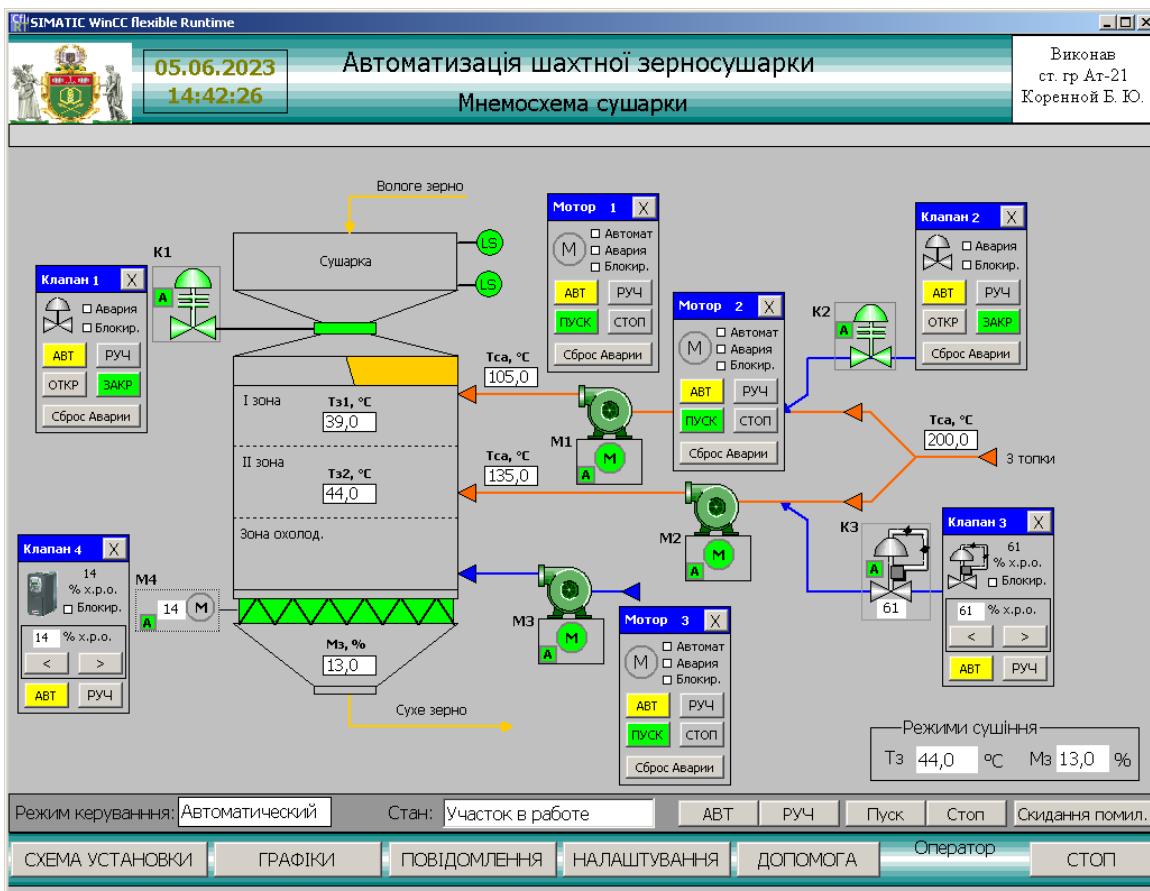 SIMATIC WinCC flexible Runtime
05.06.2023
14:42:26
Автоматизація шахтної зерносушарки
Мнемосхема сушарки
Виконав
ст. гр Ат-21
Коренной Б. Ю.
Вологе зерно
Сушарка
LS
LS
К1
A
Клапан 1 X
Авария
Блокир.
АВТ РУЧ
ОТКР ЗАКР
Сброс Аварии
Мотор 1 X
M
Автомат
Авария
Блокир.
АВТ РУЧ
ПУСК СТОП
Сброс Аварии
Мотор 2 X
M
Автомат
Авария
Блокир.
АВТ РУЧ
ПУСК СТОП
Сброс Аварии
К2
A
Клапан 2 X
Авария
Блокир.
АВТ РУЧ
ОТКР ЗАКР
Сброс Аварии
Тса, °C
105,0
І зона
Тз1, °C
39,0
М1
M
A
Тса, °C
200,0
З топки
ІІ зона
Тз2, °C
44,0
Тса, °C
135,0
Зона охолод.
М2
M
A
К3
A
61
Клапан 3 X
61
% х.р.о.
Блокир.
61 % х.р.о.
< >
АВТ РУЧ
Клапан 4 X
14
% х.р.о.
Блокир.
14 % х.р.о.
< >
АВТ РУЧ
М4
14 M
A
М3
M
A
Мотор 3 X
M
Автомат
Авария
Блокир.
АВТ РУЧ
ПУСК СТОП
Сброс Аварии
Мз, %
13,0
Сухе зерно
Режими сушіння
Тз 44,0 °C Мз 13,0 %
Режим керуванння: Автоматический Стан: Участок в работе АВТ РУЧ Пуск Стоп Скидання помил.
СХЕМА УСТАНОВКИ ГРАФІКИ ПОВІДОМЛЕННЯ НАЛАШТУВАННЯ ДОПОМОГА Оператор СТОП